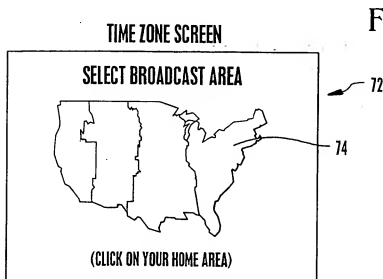 F
TIME ZONE SCREEN
SELECT BROADCAST AREA
72
74
(CLICK ON YOUR HOME AREA)